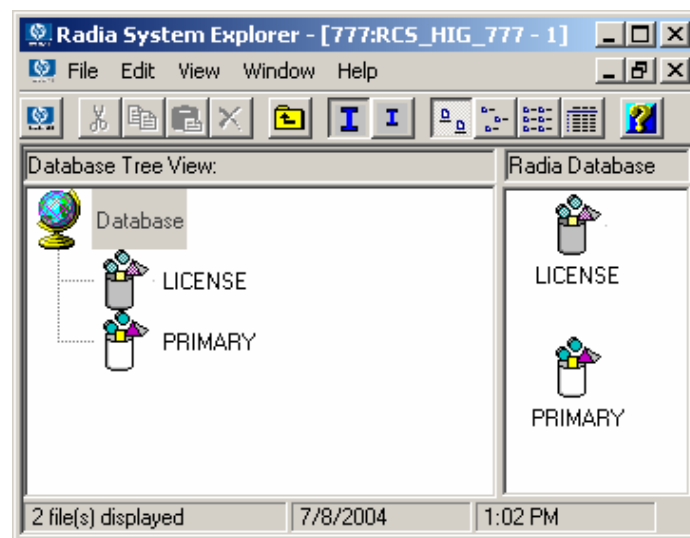 Radia System Explorer - [777:RCS_HIG_777 - 1]
File Edit View Window Help
Database Tree View:
Radia Database
Database
LICENSE
PRIMARY
LICENSE
PRIMARY
2 file(s) displayed 7/8/2004 1:02 PM